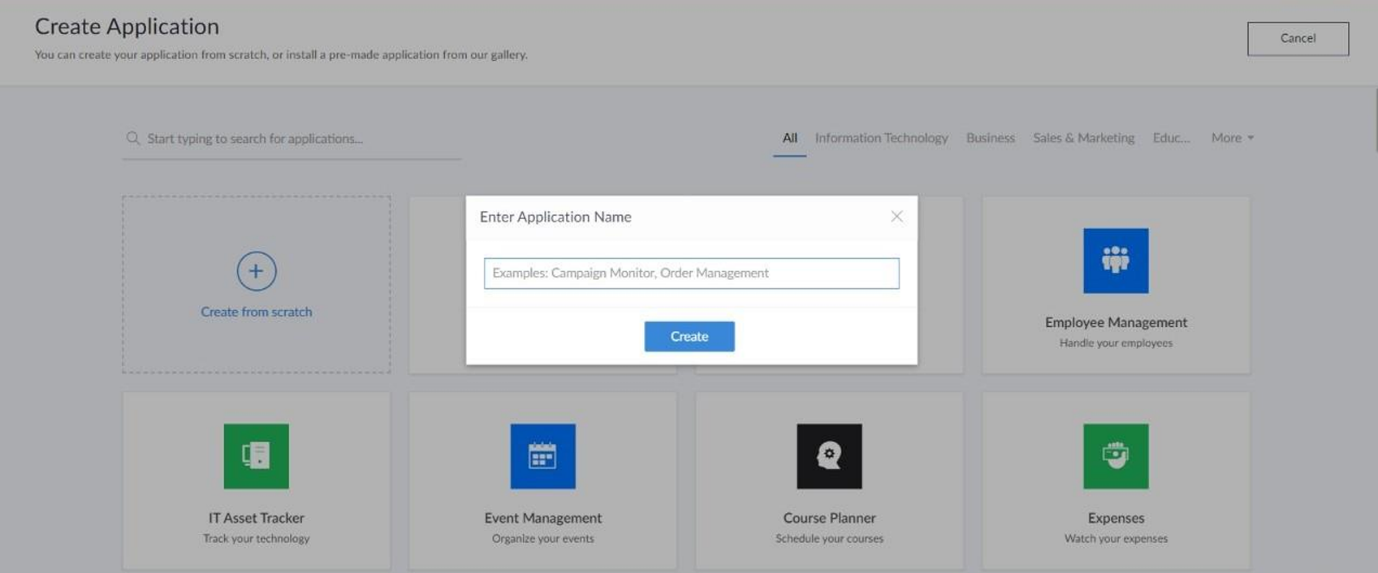 Create Application
You can create your application from scratch, or install a pre-made application from our gallery.
Cancel
Start typing to search for applications...
All Information Technology Business Sales & Marketing Educ... More
Enter Application Name
Examples: Campaign Monitor, Order Management
Create
Create from scratch
Employee Management
Handle your employees
IT Asset Tracker
Track your technology
Event Management
Organize your events
Course Planner
Schedule your courses
Expenses
Watch your expenses